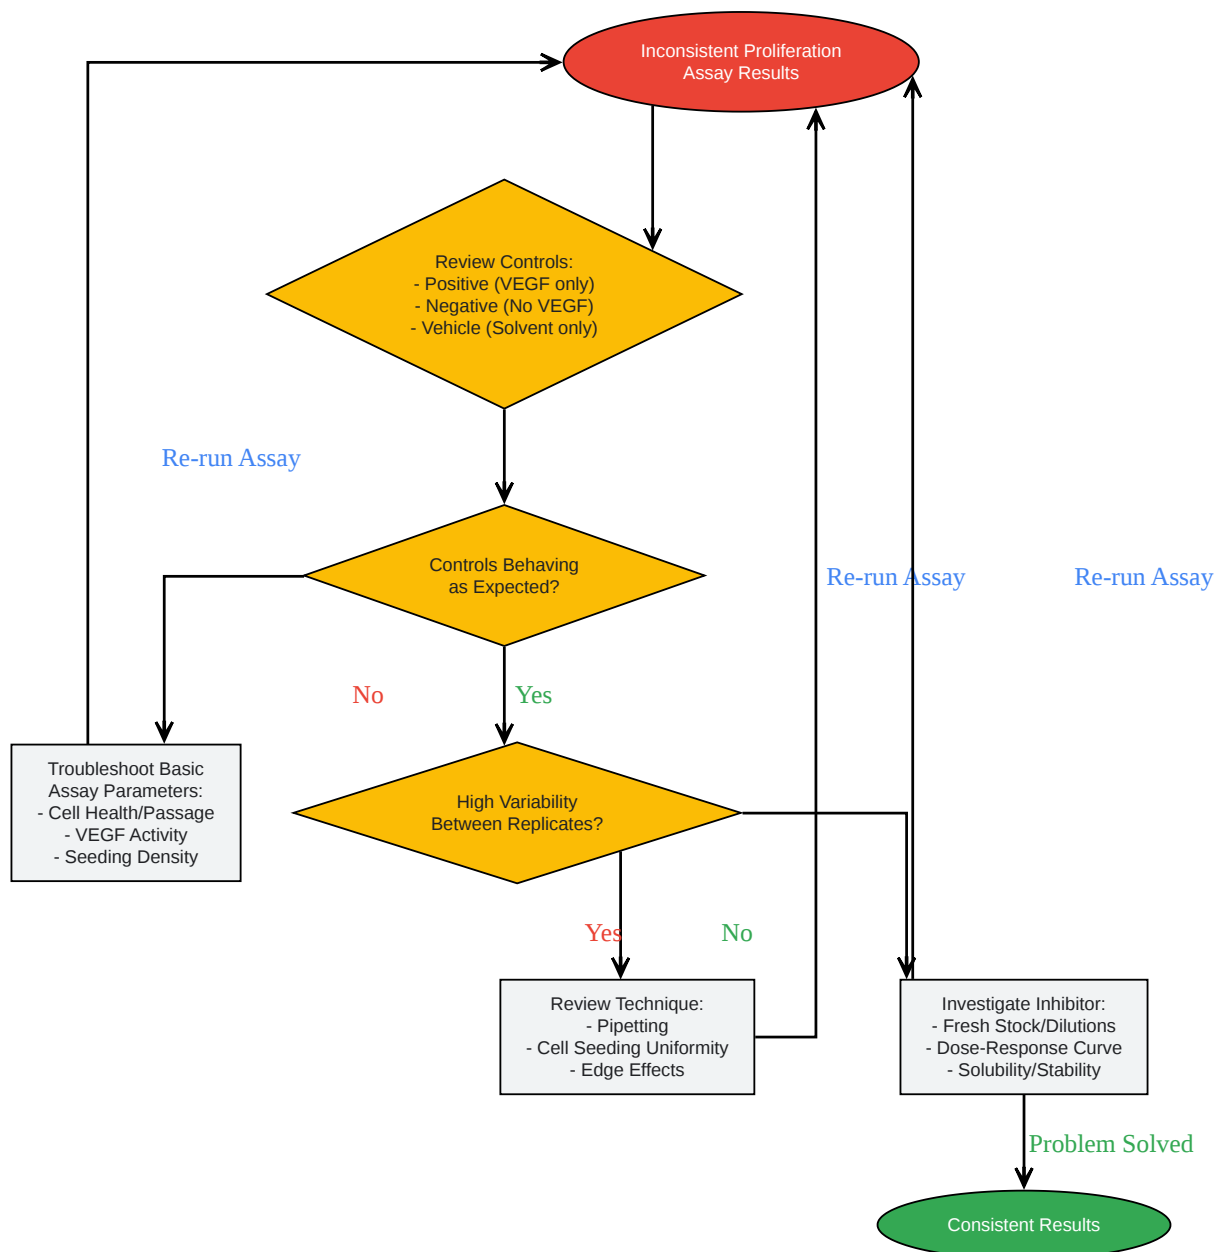 Inconsistent Proliferation
Assay Results
Review Controls:
- Positive (VEGF only)
- Negative (No VEGF)
- Vehicle (Solvent only)
Re-run Assay
Controls Behaving
as Expected?
Re-run Assay
Re-run Assay
No
Yes
Troubleshoot Basic
Assay Parameters:
- Cell Health/Passage
- VEGF Activity
- Seeding Density
High Variability
Between Replicates?
Yes
No
Review Technique:
- Pipetting
- Cell Seeding Uniformity
- Edge Effects
Investigate Inhibitor:
- Fresh Stock/Dilutions
- Dose-Response Curve
- Solubility/Stability
Problem Solved
Consistent Results